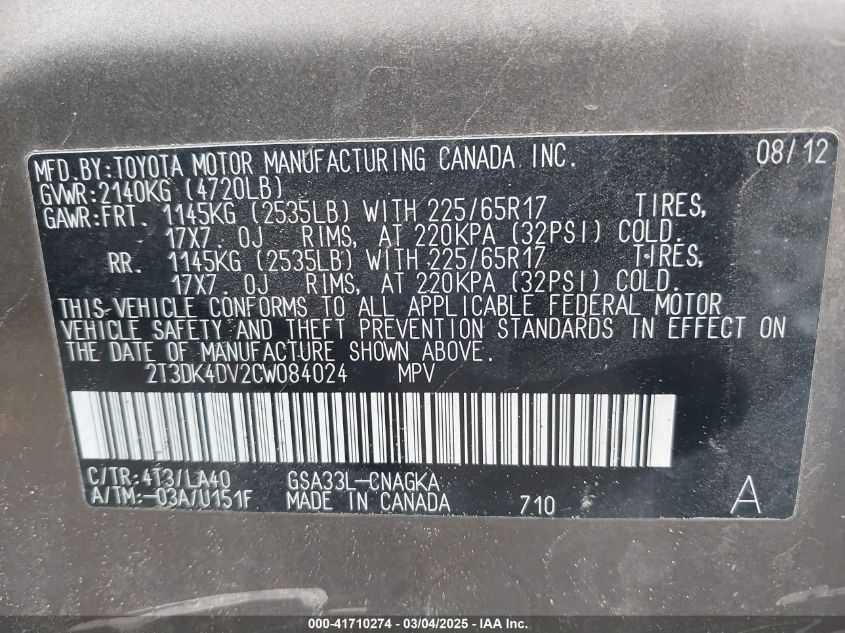 MFD.BY:TOYOTA MOTOR MANUFACTURING CANADA INC. 08/12
GVWR:2140KG (4720LB)
GAWR:FRT. 1145KG (2535LB) WITH 225/65R17 TIRES,
17X7. 0J RIMS, AT 220KPA (32PSI) COLD.
RR. 1145KG (2535LB) WITH 225/65R17 TIRES,
17X7. 0J RIMS, AT 220KPA (32PSI) COLD.
THIS VEHICLE CONFORMS TO ALL APPLICABLE FEDERAL MOTOR
VEHICLE SAFETY AND THEFT PREVENTION STANDARDS IN EFFECT ON
THE DATE OF MANUFACTURE SHOWN ABOVE.
2T3DK4DV2CW084024 MPV
C/TR:4T3/LA40 GSA33L-CNAGKA
A/TM:-03A/U151F MADE IN CANADA 710 A
000-41710274 - 03/04/2025 - IAA Inc.